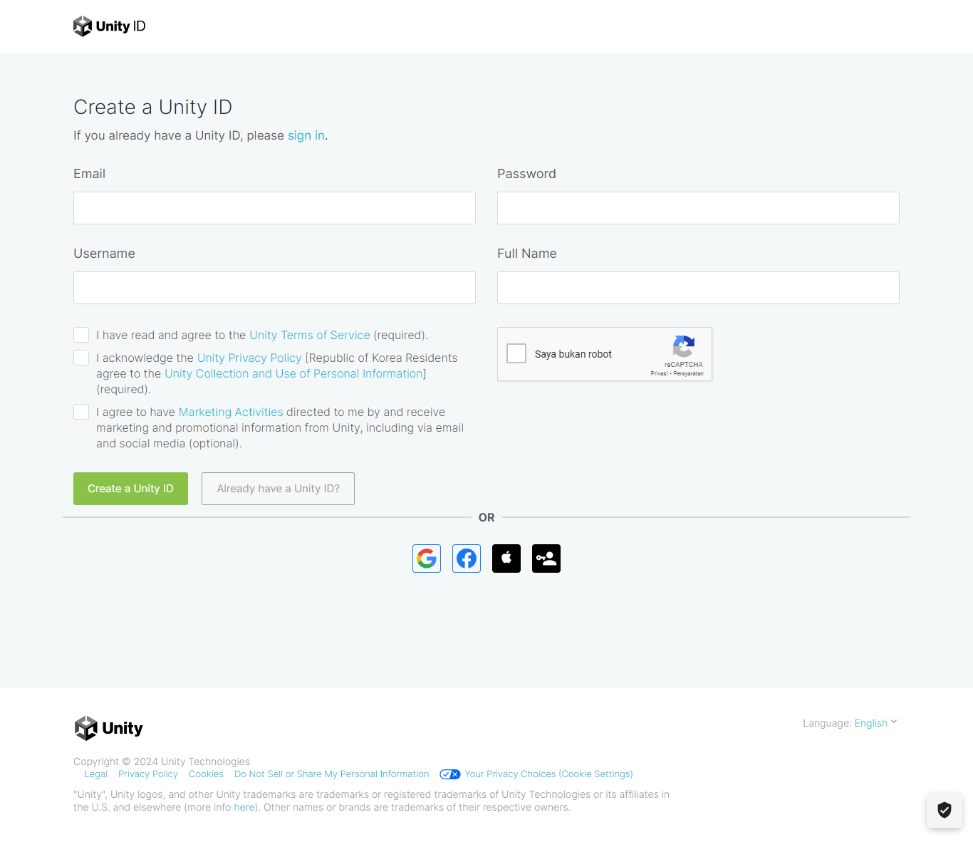 Unity ID
Create a Unity ID
If you already have a Unity ID, please sign in.
Email
Password
Username
Full Name
I have read and agree to the Unity Terms of Service (required).
I acknowledge the Unity Privacy Policy [Republic of Korea Residents
agree to the Unity Collection and Use of Personal Information]
(required).
I agree to have Marketing Activities directed to me by and receive
marketing and promotional information from Unity, including via email
and social media (optional).
Saya bukan robot
reCAPTCHA
Privasi • Persyaratan
Create a Unity ID
Already have a Unity ID?
OR
Unity
Language: English
Copyright © 2024 Unity Technologies
Legal Privacy Policy Cookies Do Not Sell or Share My Personal Information Your Privacy Choices (Cookie Settings)
"Unity", Unity logos, and other Unity trademarks are trademarks or registered trademarks of Unity Technologies or its affiliates in
the U.S. and elsewhere (more info here). Other names or brands are trademarks of their respective owners.